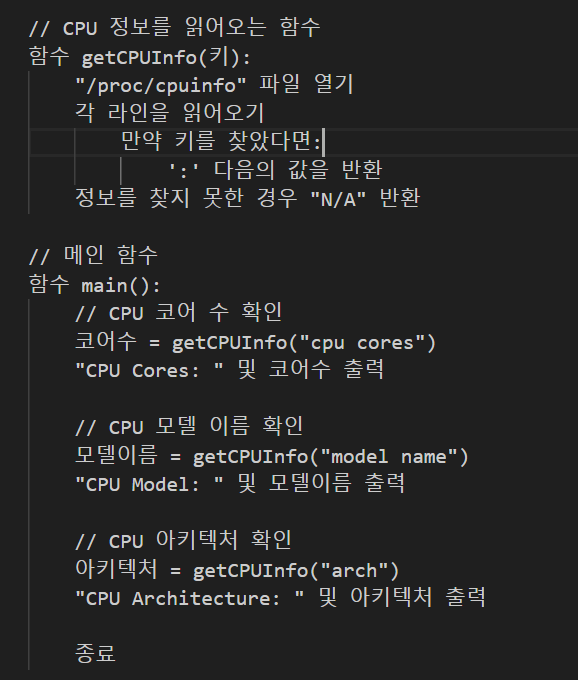 // CPU 정보를 읽어오는 함수
함수 getCPUInfo(키):
"/proc/cpuinfo" 파일 열기
각 라인을 읽어오기
만약 키를 찾았다면:
':' 다음의 값을 반환
정보를 찾지 못한 경우 "N/A" 반환
// 메인 함수
함수 main():
// CPU 코어 수 확인
코어수 = getCPUInfo("cpu cores")
"CPU Cores: " 및 코어수 출력
// CPU 모델 이름 확인
모델이름 = getCPUInfo("model name")
"CPU Model: " 및 모델이름 출력
// CPU 아키텍처 확인
아키텍처 = getCPUInfo("arch")
"CPU Architecture: " 및 아키텍처 출력
종료